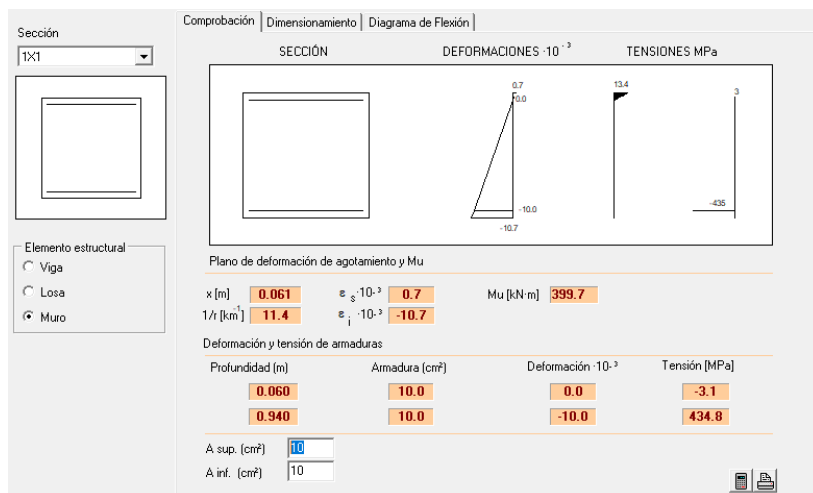 Comprobación Dimensionamiento Diagrama de Flexión
Sección
1X1
SECCIÓN DEFORMACIONES ·10⁻³ TENSIONES MPa
0.7
0.0
-10.0
-10.7
13.4
3
-435
Elemento estructural
Viga
Losa
Muro
Plano de deformación de agotamiento y Mu
x [m] 0.061 ε s ·10-³ 0.7 Mu [kN·m] 399.7
1/r [km-1] 11.4 ε i ·10-³ -10.7
Deformación y tensión de armaduras
Profundidad (m) Armadura (cm²) Deformación ·10-³ Tensión [MPa]
0.060 10.0 0.0 -3.1
0.940 10.0 -10.0 434.8
A sup. (cm²) 10
A inf. (cm²) 10